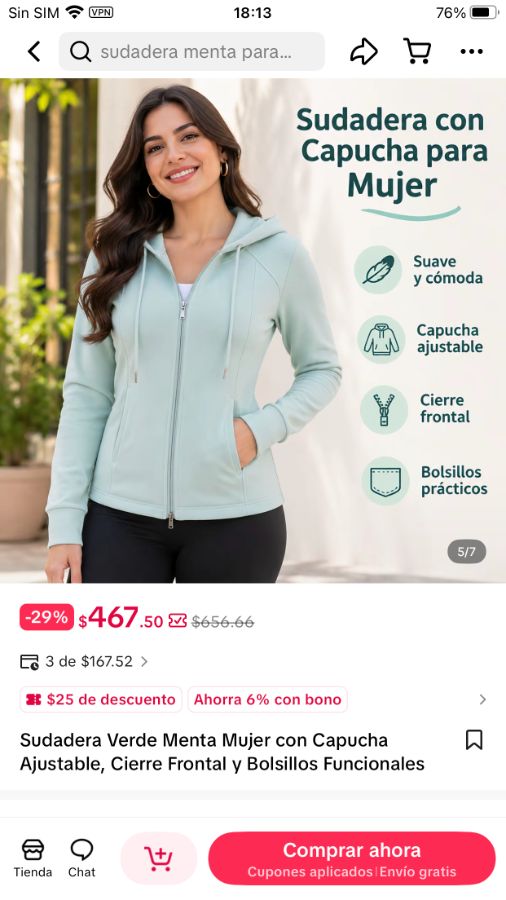 Sin SIM VPN 18:13 76%
sudadera menta para...
Sudadera con
Capucha para
Mujer
Suave
y cómoda
Capucha
ajustable
Cierre
frontal
Bolsillos
prácticos
5/7
-29% $467.50 $656.66
3 de $167.52
$25 de descuento Ahorra 6% con bono
Sudadera Verde Menta Mujer con Capucha
Ajustable, Cierre Frontal y Bolsillos Funcionales
Tienda Chat Comprar ahora
Cupones aplicados | Envío gratis